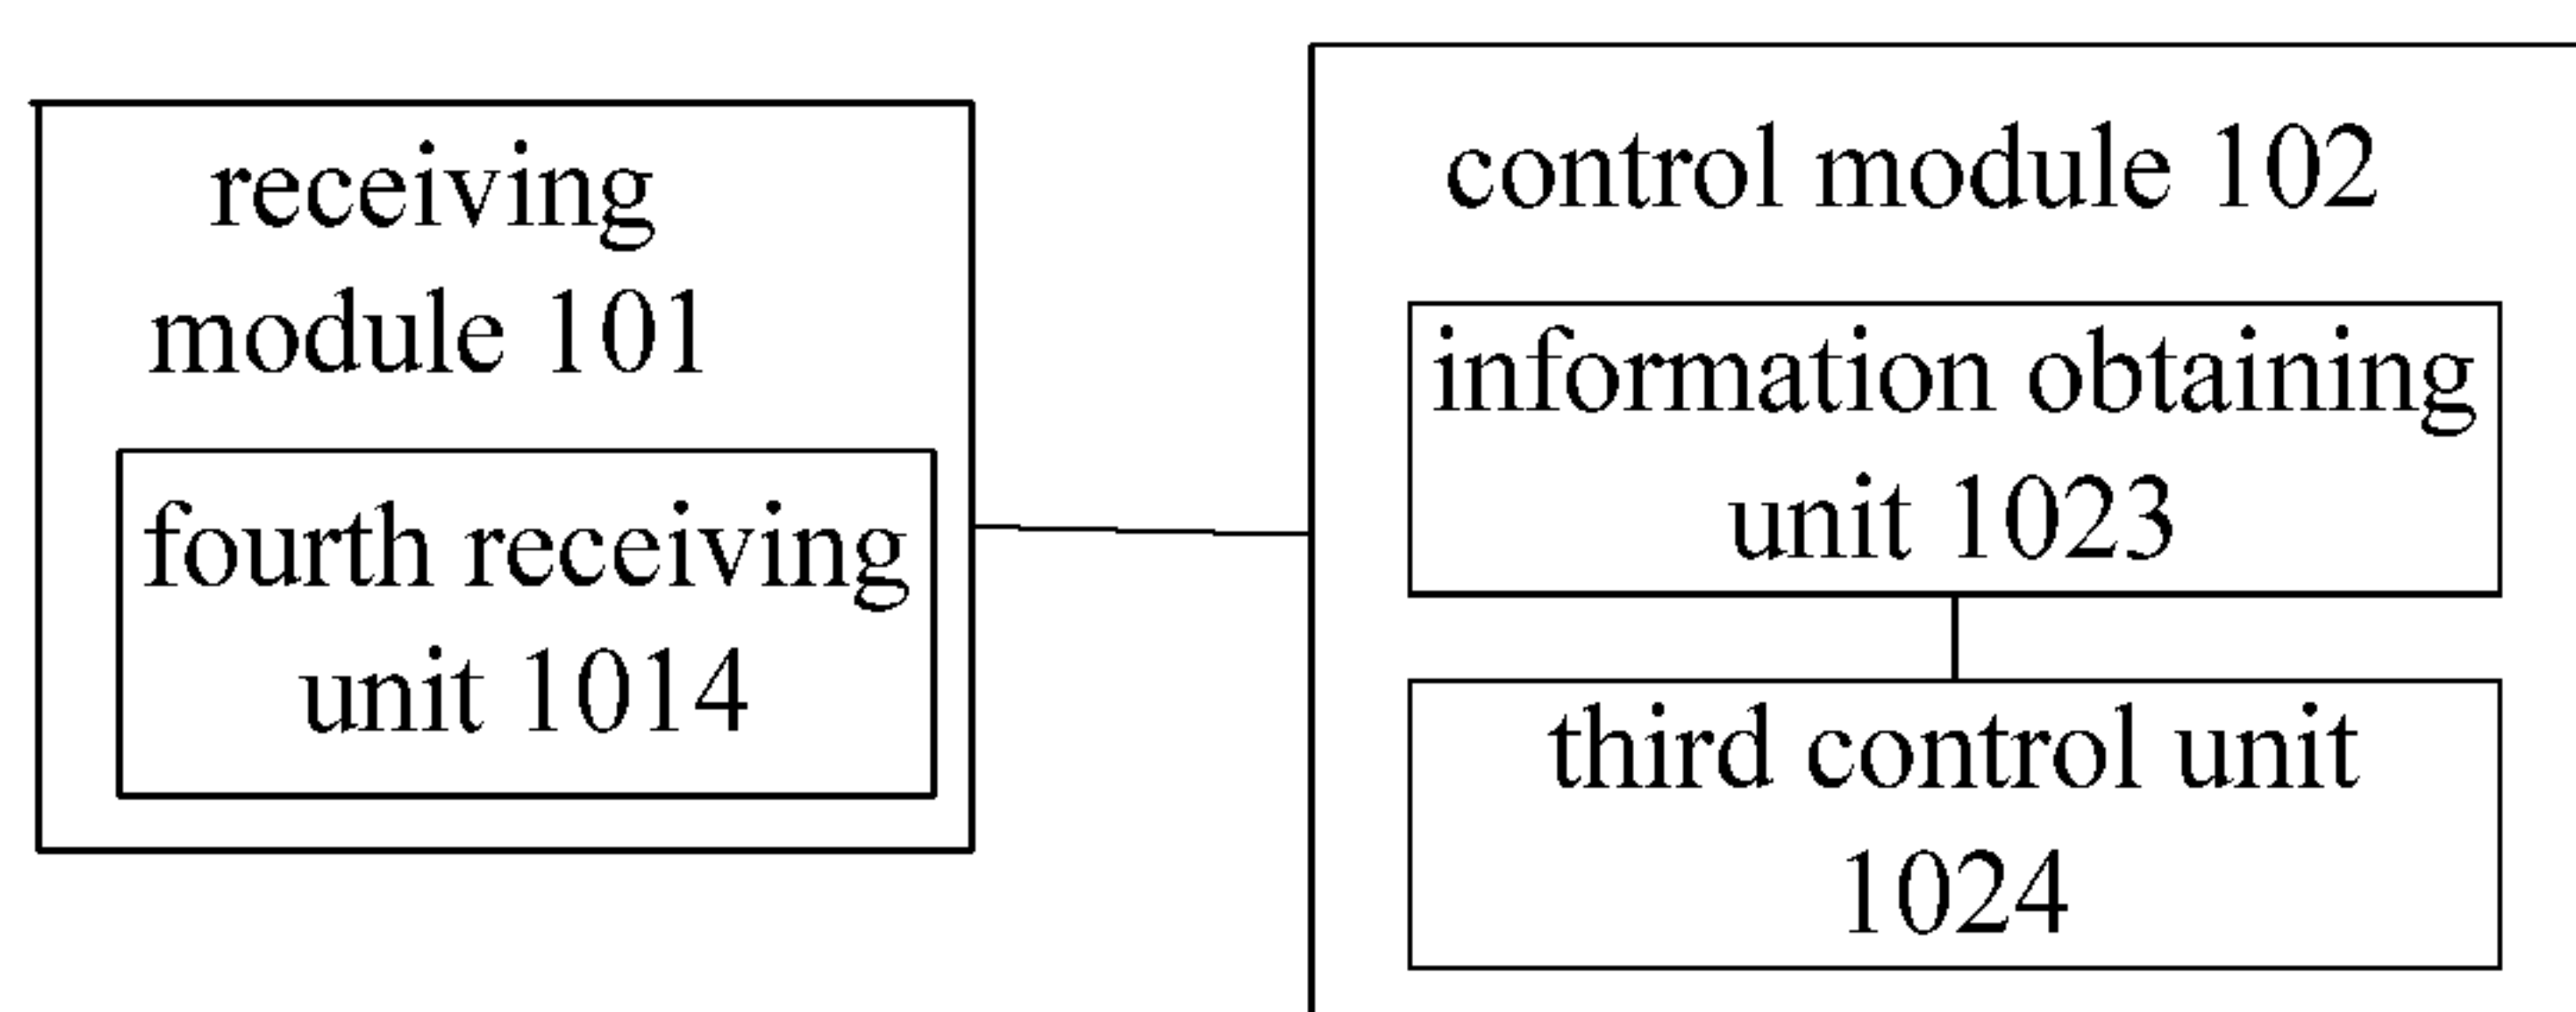 receiving
module 101
fourth receiving
unit 1014
control module 102
information obtaining
unit 1023
third control unit
1024